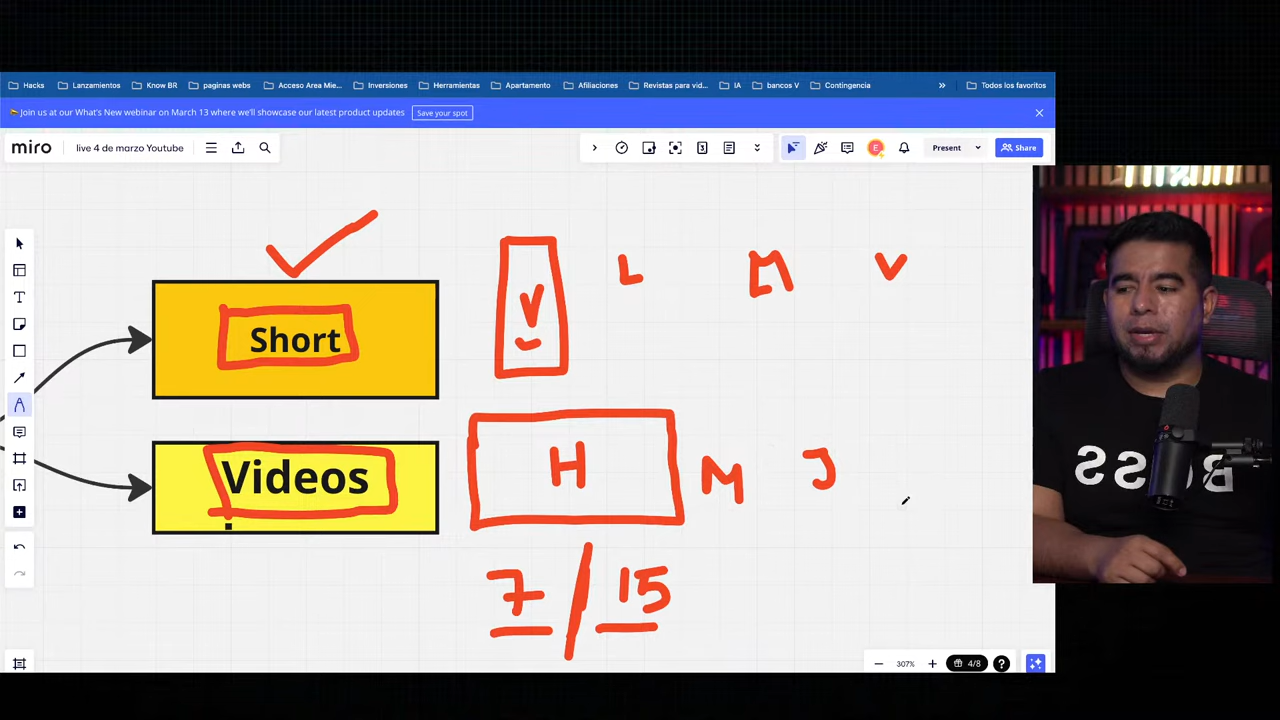 Hacks Lanzamientos Know BR paginas webs Acceso Area Mie... Inversiones Herramientas Apartamento Afiliaciones Revistas para vid... IA bancos V Contingencia » Todos los favoritos
Join us at our What's New webinar on March 13 where we'll showcase our latest product updates Save your spot
miro live 4 de marzo Youtube 3 E Present Share
L M V
V
Short
H
Videos
M J
.
7 / 15
307% 4/8 ?
BOSS